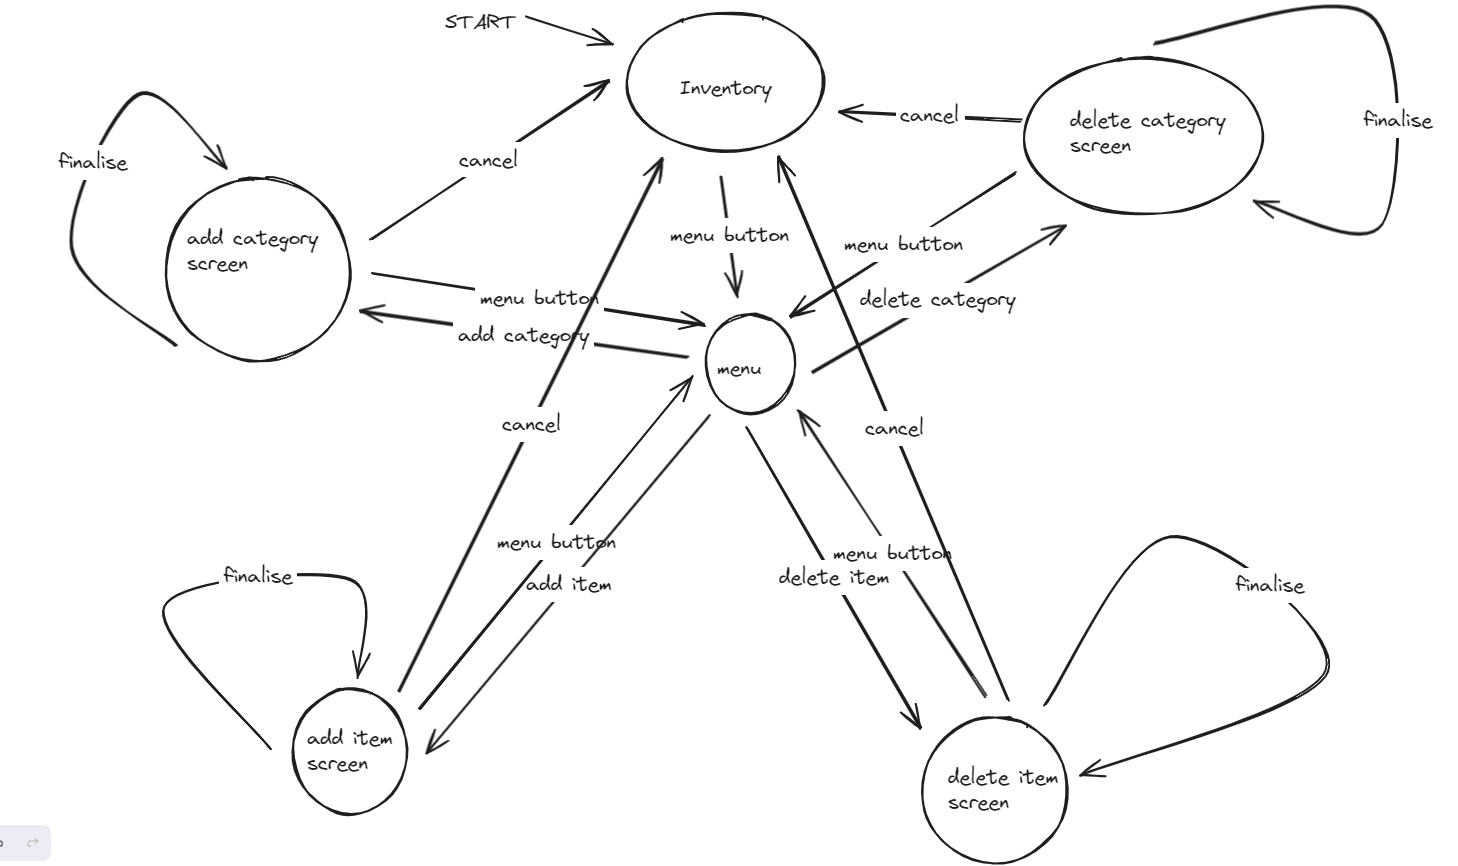 START
Inventory
delete category
screen
cancel
finalise
finalise
cancel
add category
screen
menu button
menu button
delete category
menu button
add category
menu
cancel
cancel
menu button
add item
menu button
delete item
finalise
finalise
add item
screen
delete item
screen